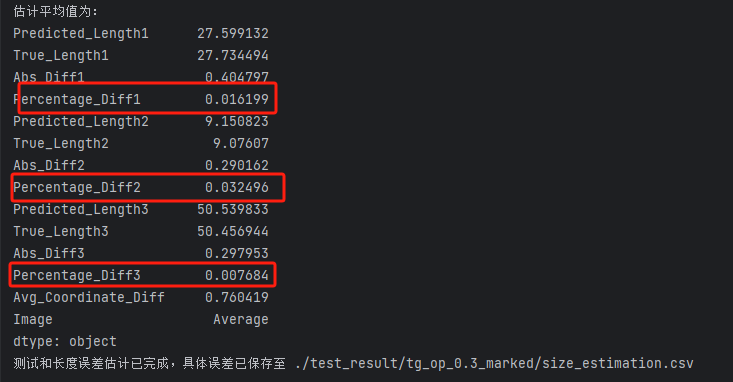 估计平均值为:
Predicted_Length1 27.599132
True_Length1 27.734494
Abs_Diff1 0.404797
Percentage_Diff1 0.016199
Predicted_Length2 9.150823
True_Length2 9.07607
Abs_Diff2 0.290162
Percentage_Diff2 0.032496
Predicted_Length3 50.539833
True_Length3 50.456944
Abs_Diff3 0.297953
Percentage_Diff3 0.007684
Avg_Coordinate_Diff 0.760419
Image Average
dtype: object
测试和长度误差估计已完成，具体误差已保存至 ./test_result/tg_op_0.3_marked/size_estimation.csv